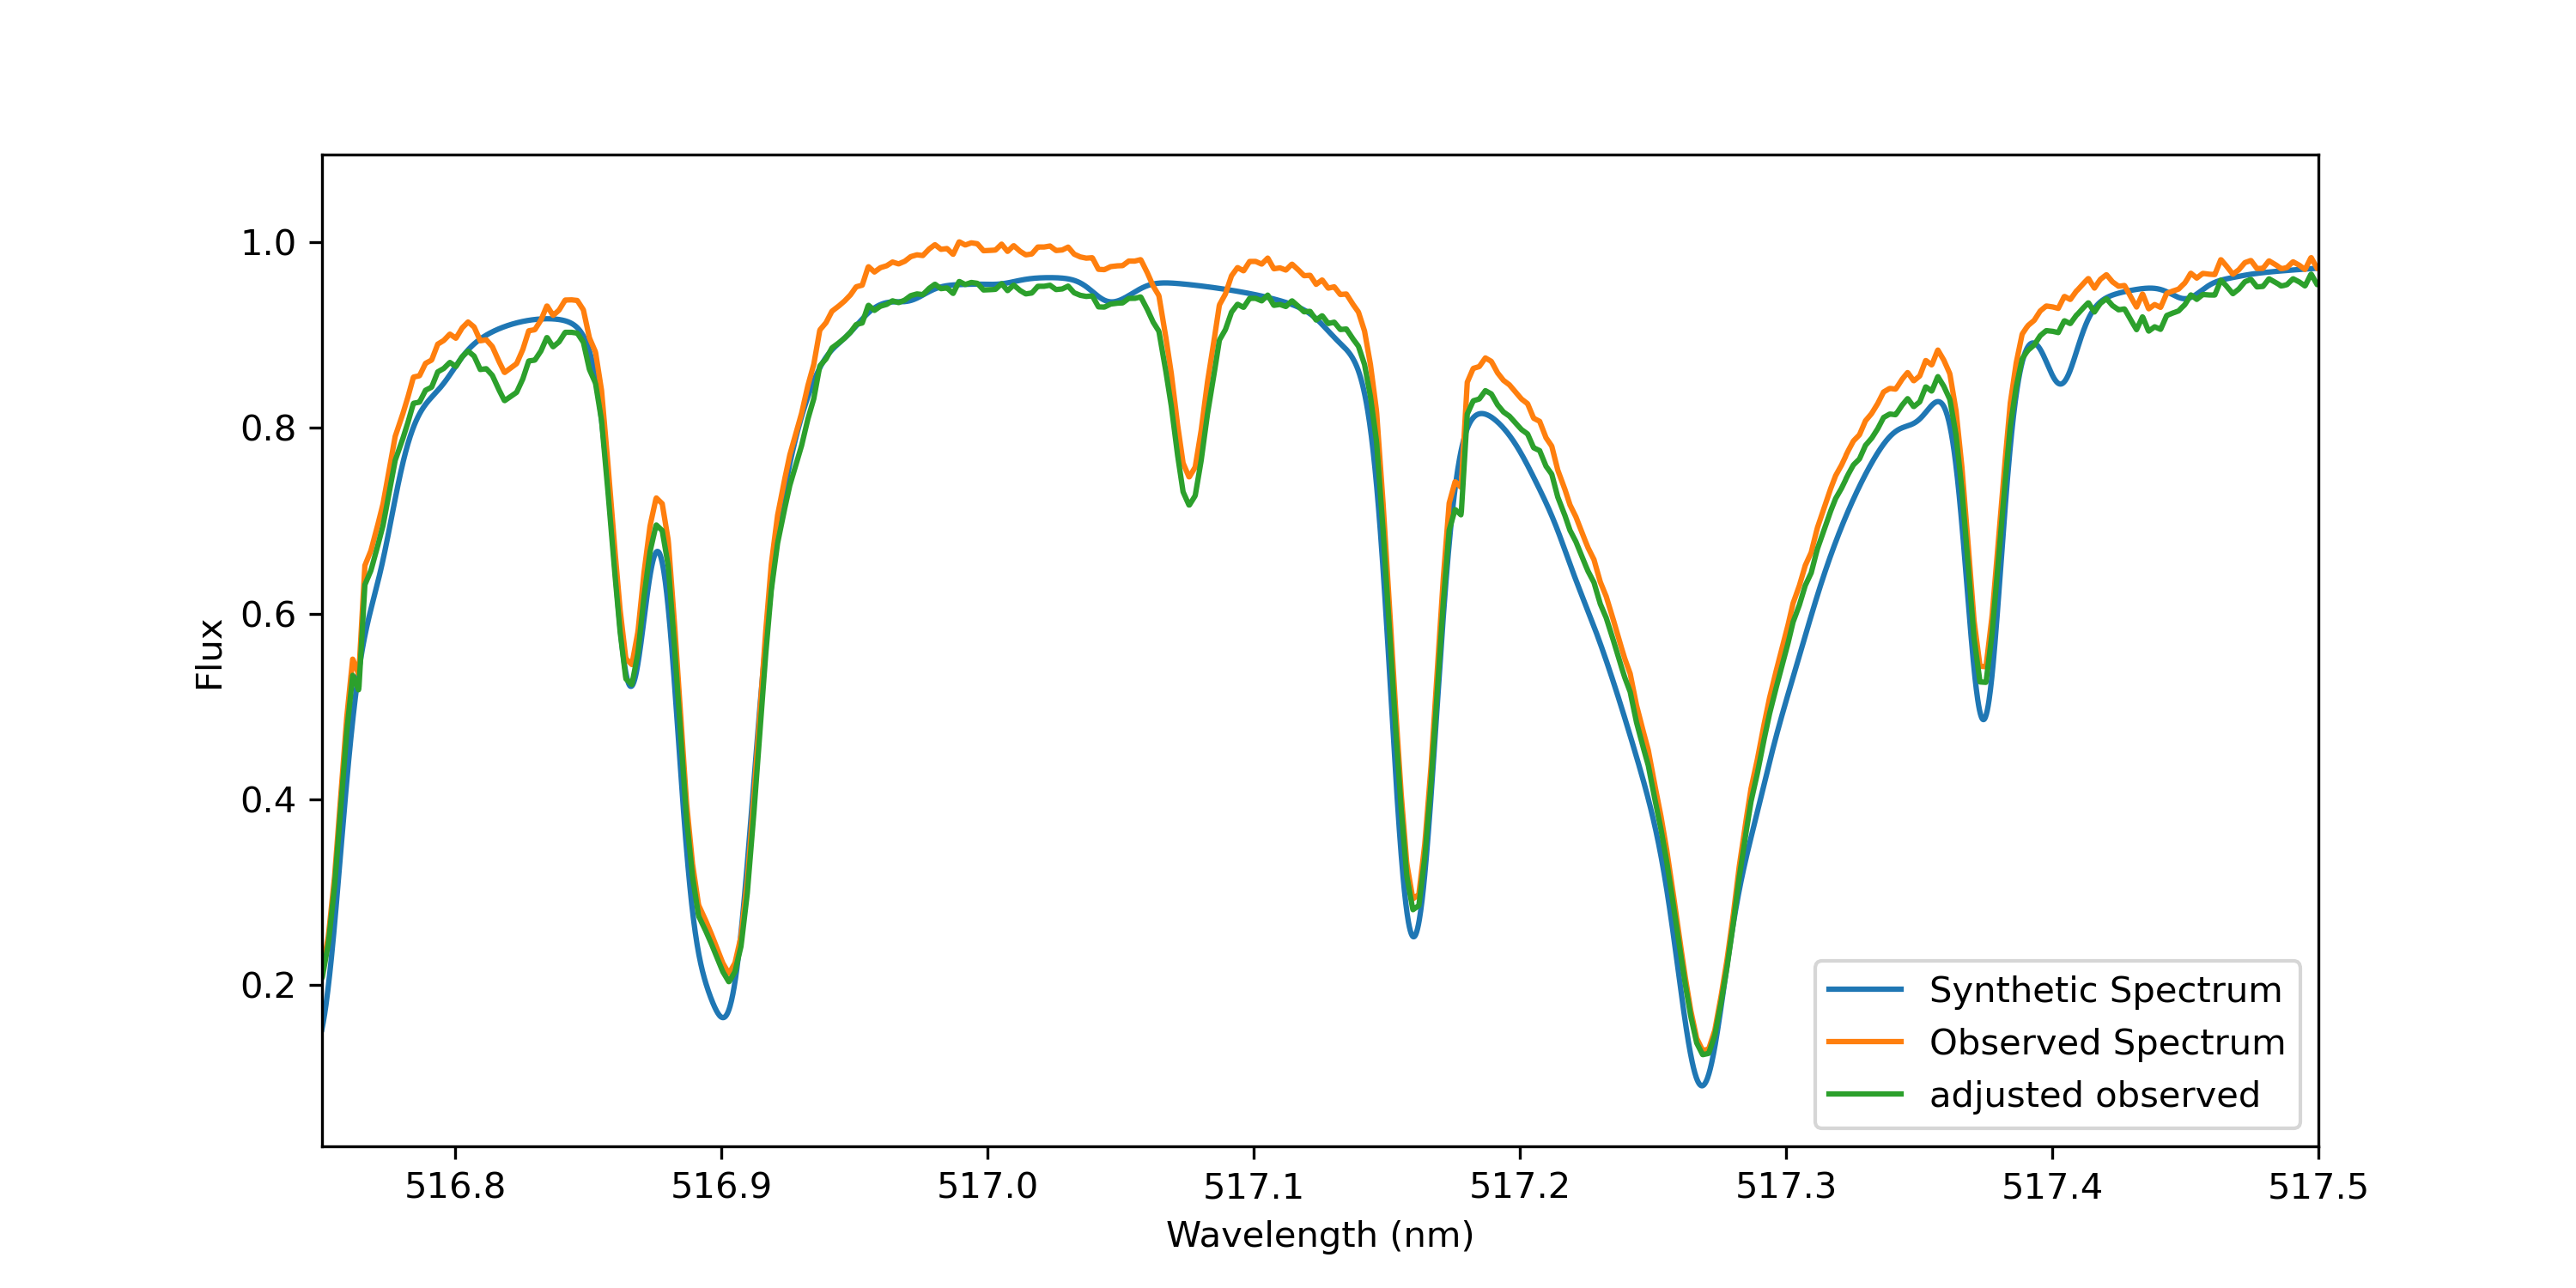 1.0
0.8
0.6
0.4
0.2
Flux
516.8 516.9 517.0 517.1 517.2 517.3 517.4 517.5
Wavelength (nm)
Synthetic Spectrum
Observed Spectrum
adjusted observed